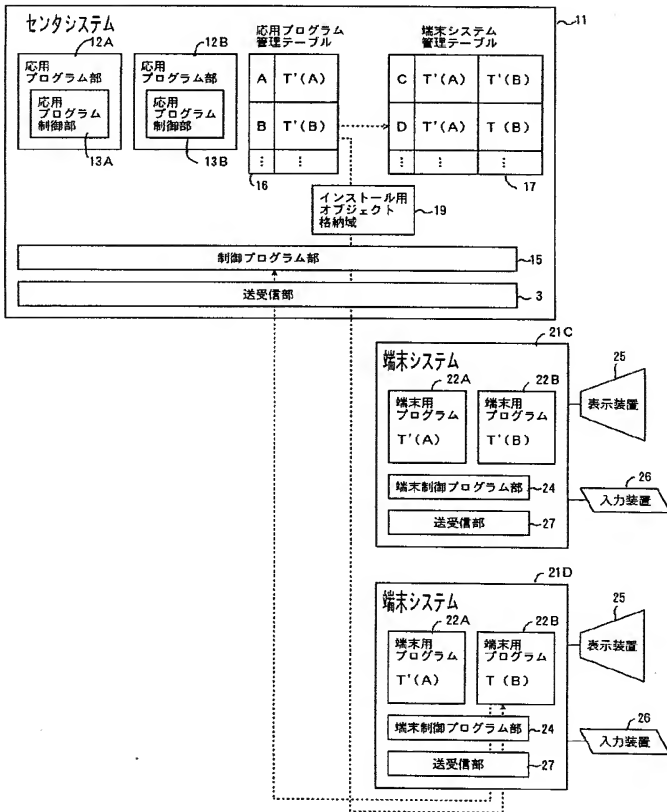 センタシステム
11
12A
応用
プログラム部
応用
プログラム
制御部
13A
12B
応用
プログラム部
応用
プログラム
制御部
13B
応用プログラム
管理テーブル
A T'(A)
B T'(B)
⋮ ⋮
16
端末システム
管理テーブル
C T'(A) T'(B)
D T'(A) T(B)
⋮ ⋮ ⋮
17
インストール用
オブジェクト
格納域
19
制御プログラム部
15
送受信部
3
21C
端末システム
22A
端末用
プログラム
T'(A)
22B
端末用
プログラム
T'(B)
端末制御プログラム部
24
送受信部
27
25
表示装置
26
入力装置
21D
端末システム
22A
端末用
プログラム
T'(A)
22B
端末用
プログラム
T(B)
端末制御プログラム部
24
送受信部
27
25
表示装置
26
入力装置